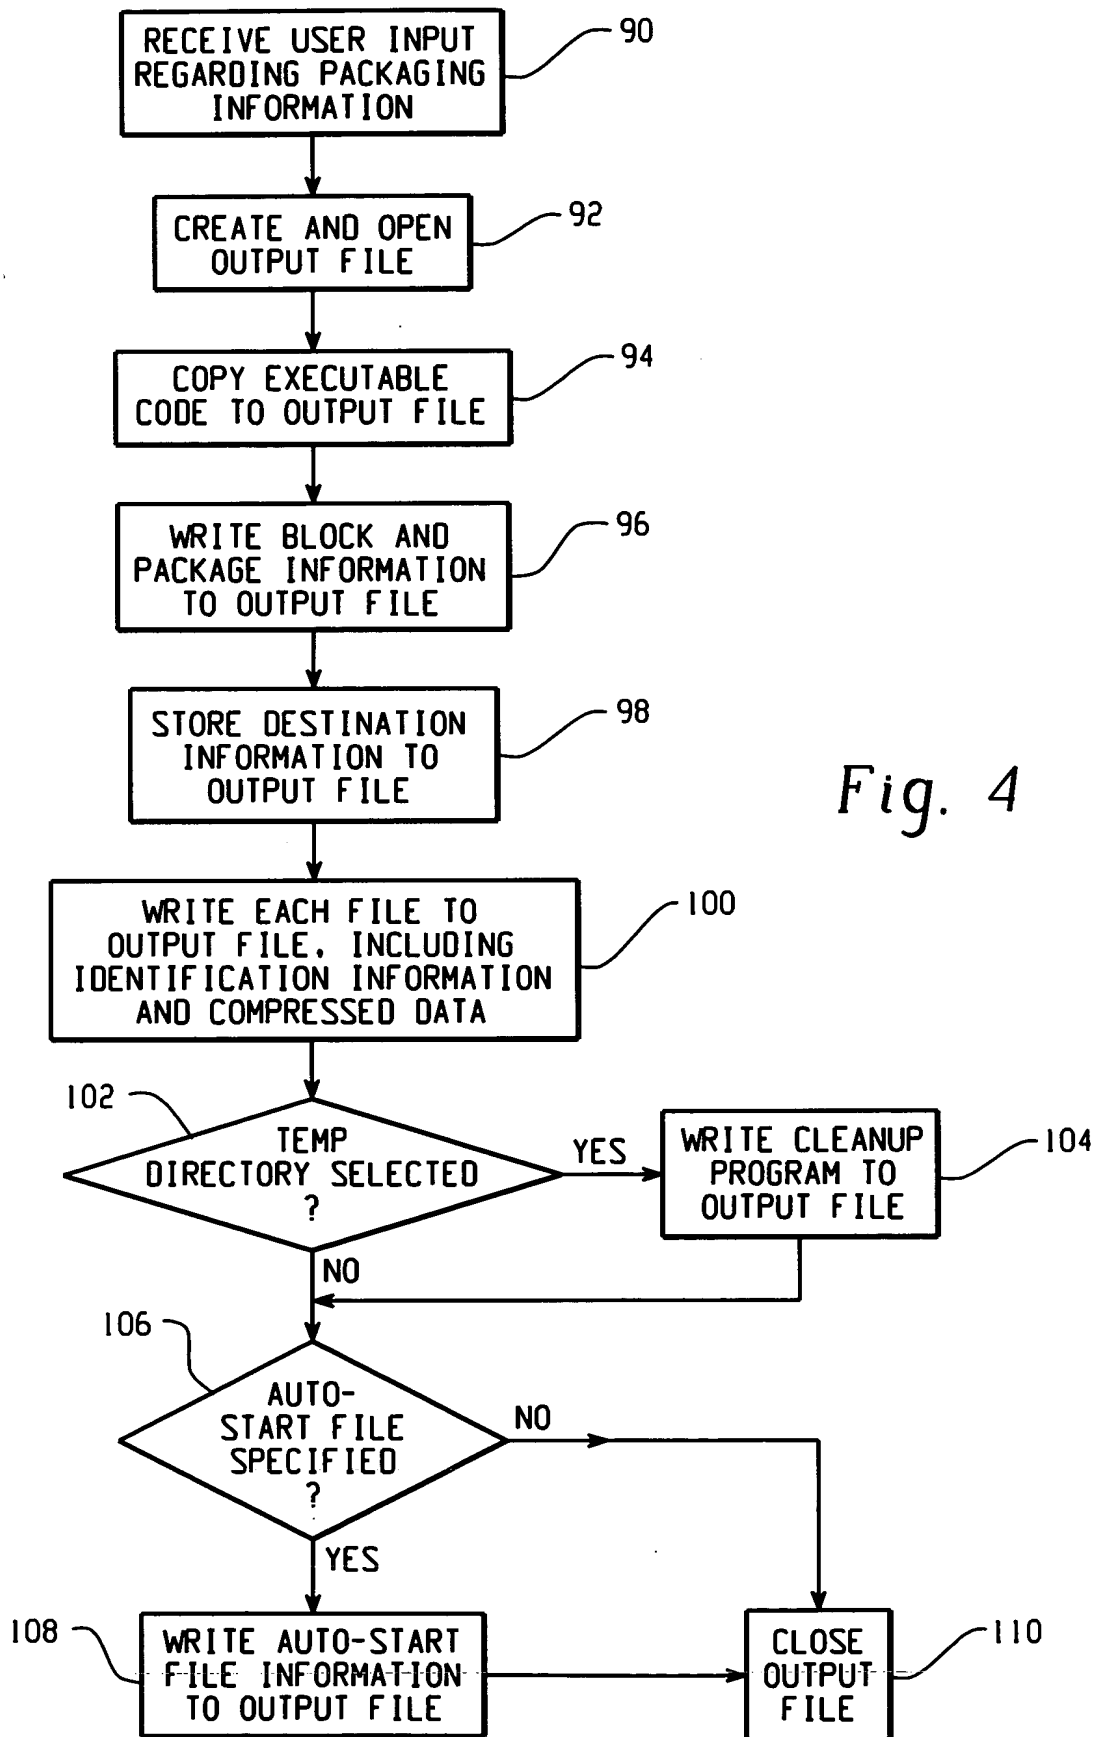 RECEIVE USER INPUT
REGARDING PACKAGING
INFORMATION
90
CREATE AND OPEN
OUTPUT FILE
92
COPY EXECUTABLE
CODE TO OUTPUT FILE
94
WRITE BLOCK AND
PACKAGE INFORMATION
TO OUTPUT FILE
96
STORE DESTINATION
INFORMATION TO
OUTPUT FILE
98
Fig. 4
WRITE EACH FILE TO
OUTPUT FILE, INCLUDING
IDENTIFICATION INFORMATION
AND COMPRESSED DATA
100
102
TEMP
DIRECTORY SELECTED
?
YES
WRITE CLEANUP
PROGRAM TO
OUTPUT FILE
104
NO
106
AUTO-
START FILE
SPECIFIED
?
NO
YES
108
WRITE AUTO-START
FILE INFORMATION
TO OUTPUT FILE
CLOSE
OUTPUT
FILE
110